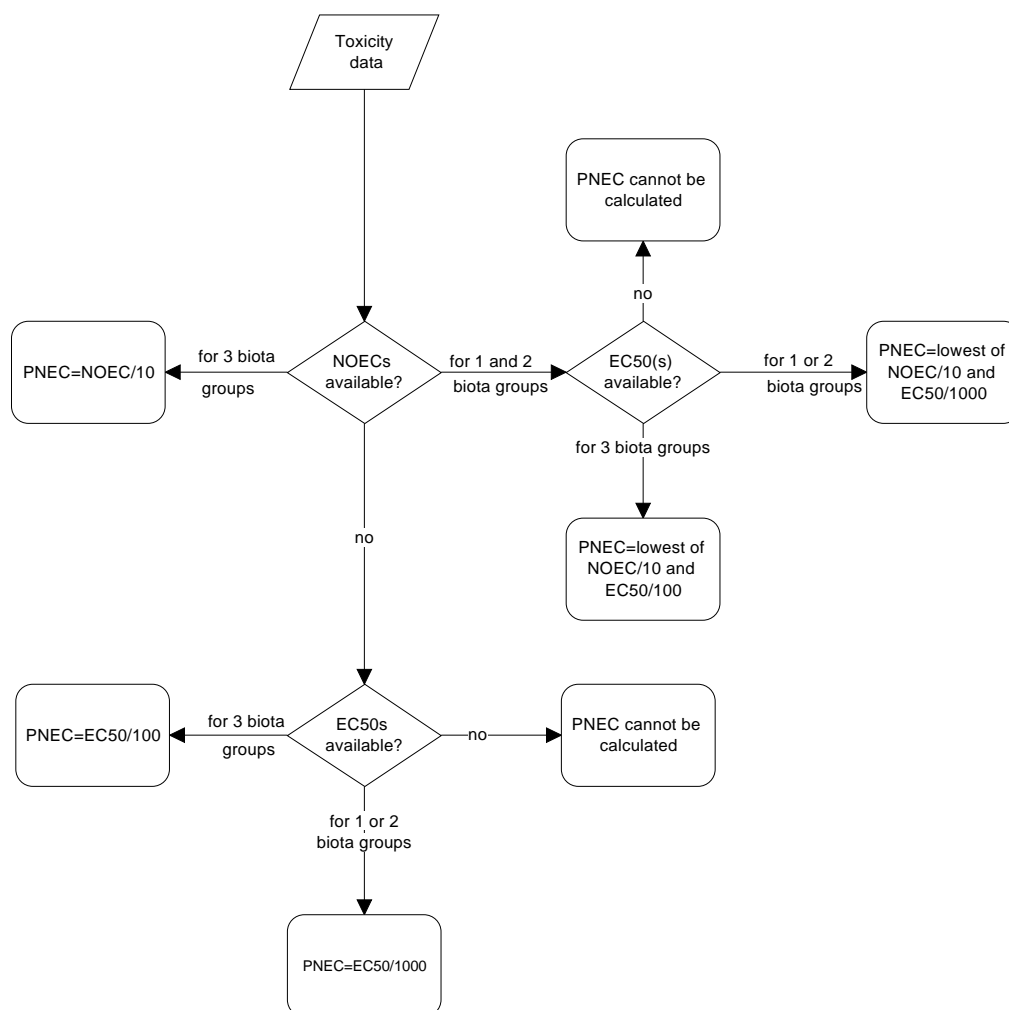 Toxicity
data
PNEC cannot be
calculated
no
PNEC=NOEC/10
for 3 biota
groups
NOECs
available?
for 1 and 2
biota groups
EC50(s)
available?
for 1 or 2
biota groups
PNEC=lowest of
NOEC/10 and
EC50/1000
for 3 biota groups
PNEC=lowest of
NOEC/10 and
EC50/100
no
PNEC=EC50/100
for 3 biota
groups
EC50s
available?
no
PNEC cannot be
calculated
for 1 or 2
biota groups
PNEC=EC50/1000